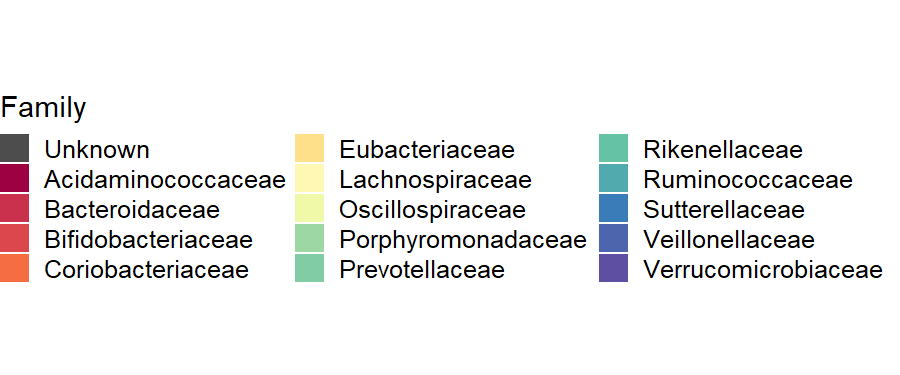 Family
Unknown
Acidaminococcaceae
Bacteroidaceae
Bifidobacteriaceae
Coriobacteriaceae
Eubacteriaceae
Lachnospiraceae
Oscillospiraceae
Porphyromonadaceae
Prevotellaceae
Rikenellaceae
Ruminococcaceae
Sutterellaceae
Veillonellaceae
Verrucomicrobiaceae